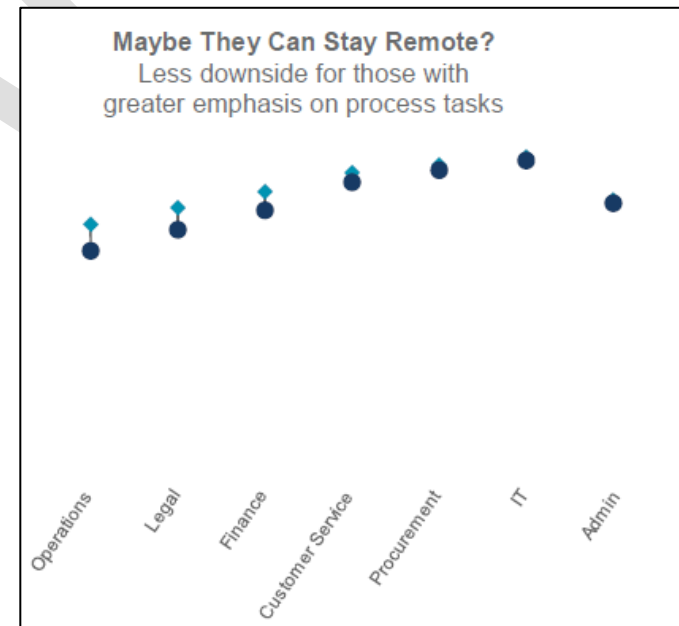 Maybe They Can Stay Remote?
Less downside for those with
greater emphasis on process tasks
Operations
Legal
Finance
Customer Service
Procurement
IT
Admin